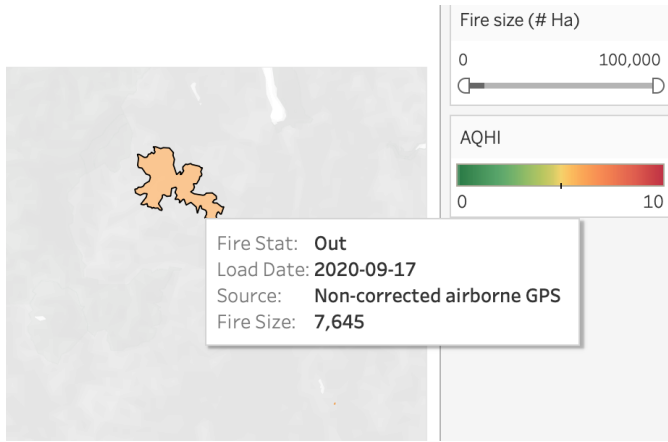 Fire size (# Ha)
0 100,000
AQHI
0 10
Fire Stat: Out
Load Date: 2020-09-17
Source: Non-corrected airborne GPS
Fire Size: 7,645